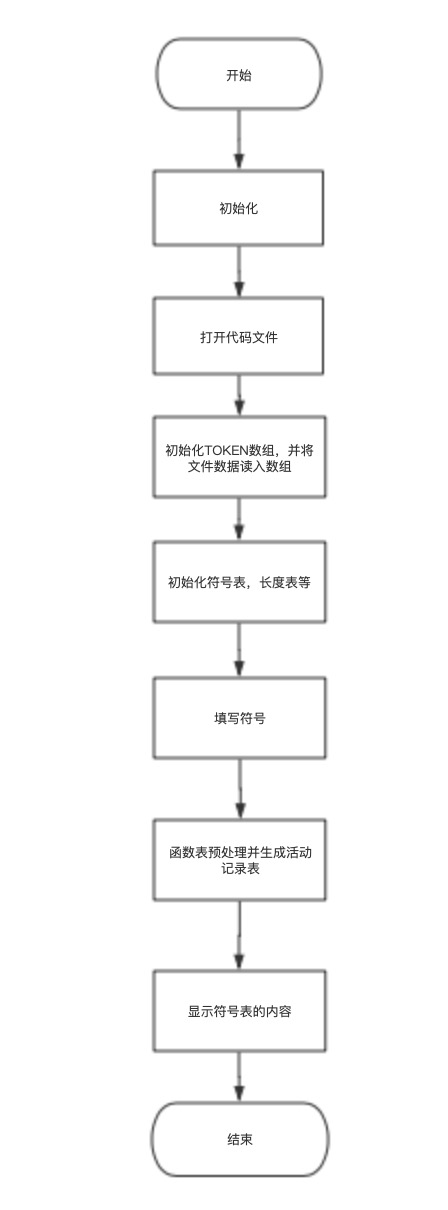 开始
初始化
打开代码文件
初始化TOKEN数组，并将
文件数据读入数组
初始化符号表，长度表等
填写符号
函数表预处理并生成活动
记录表
显示符号表的内容
结束